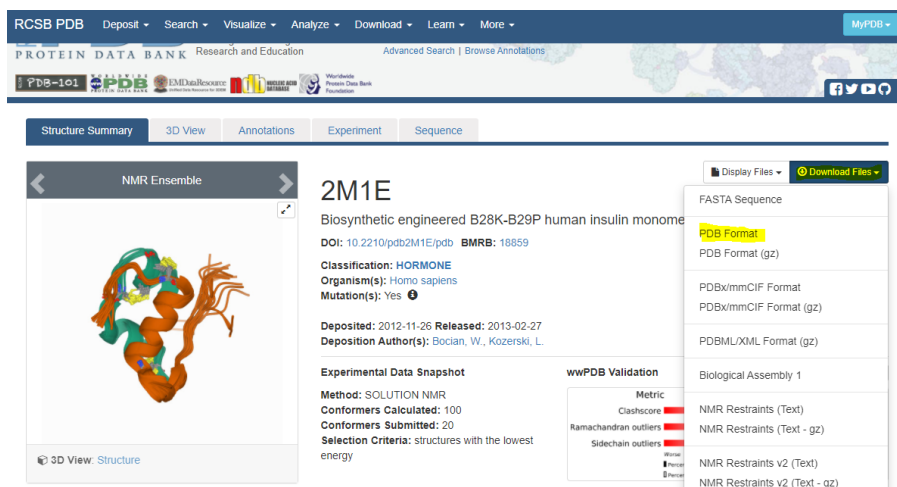 RCSB PDB Deposit Search Visualize Analyze Download Learn More MyPDB
PROTEIN DATA BANK Research and Education Advanced Search | Browse Annotations
PDB-101 PDB EMDataResource NUCLEIC ACID DATABASE Worldwide Protein Data Bank Foundation
Structure Summary 3D View Annotations Experiment Sequence
Display Files Download Files
NMR Ensemble
2M1E
Biosynthetic engineered B28K-B29P human insulin monome
DOI: 10.2210/pdb2M1E/pdb BMRB: 18859
Classification: HORMONE
Organism(s): Homo sapiens
Mutation(s): Yes
Deposited: 2012-11-26 Released: 2013-02-27
Deposition Author(s): Bocian, W., Kozerski, L.
Experimental Data Snapshot
Method: SOLUTION NMR
Conformers Calculated: 100
Conformers Submitted: 20
Selection Criteria: structures with the lowest
energy
wwPDB Validation
Metric
Clashscore
Ramachandran outliers
Sidechain outliers
Worse
3D View: Structure
FASTA Sequence
PDB Format
PDB Format (gz)
PDBx/mmCIF Format
PDBx/mmCIF Format (gz)
PDBML/XML Format (gz)
Biological Assembly 1
NMR Restraints (Text)
NMR Restraints (Text - gz)
NMR Restraints v2 (Text)
NMR Restraints v2 (Text - gz)